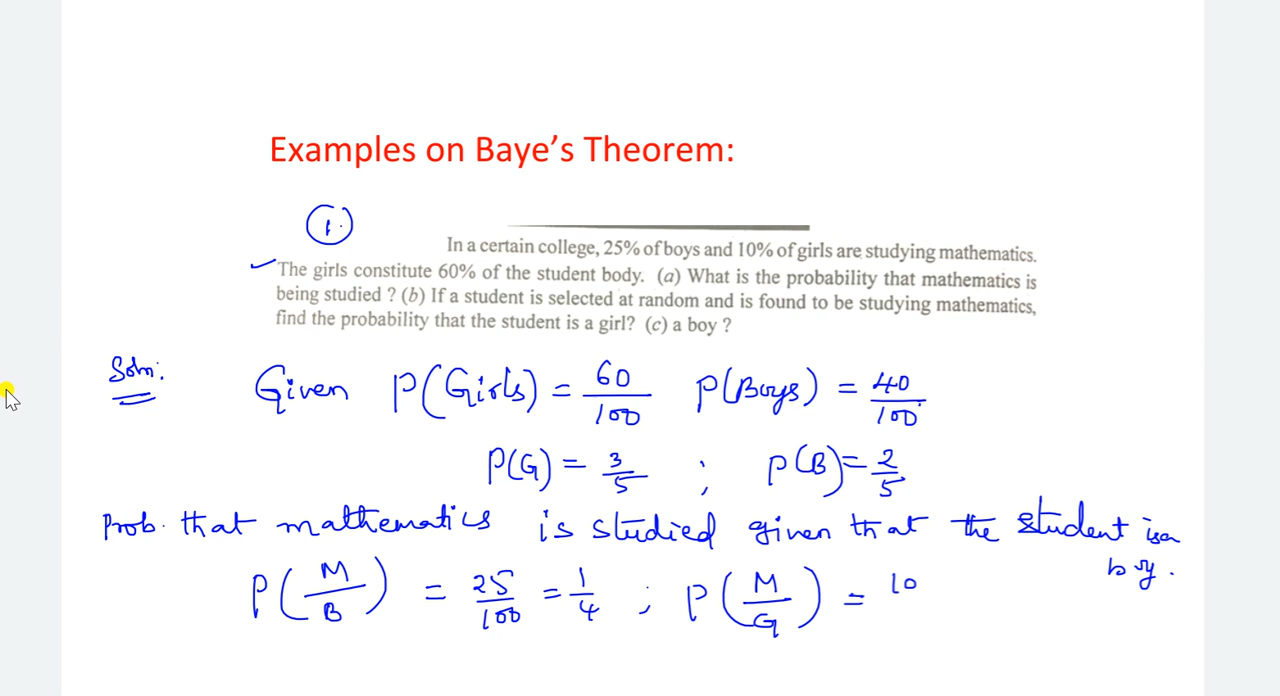 Examples on Baye's Theorem:
1.
In a certain college, 25% of boys and 10% of girls are studying mathematics.
The girls constitute 60% of the student body. (a) What is the probability that mathematics is
being studied ? (b) If a student is selected at random and is found to be studying mathematics,
find the probability that the student is a girl? (c) a boy ?
Soln:
Given P(Girls) = 60/100 P(Boys) = 40/100
P(G) = 3/5 ; P(B) = 2/5
Prob. that mathematics is studied given that the student is a
boy.
P(M/B) = 25/100 = 1/4 ; P(M/G) = 10